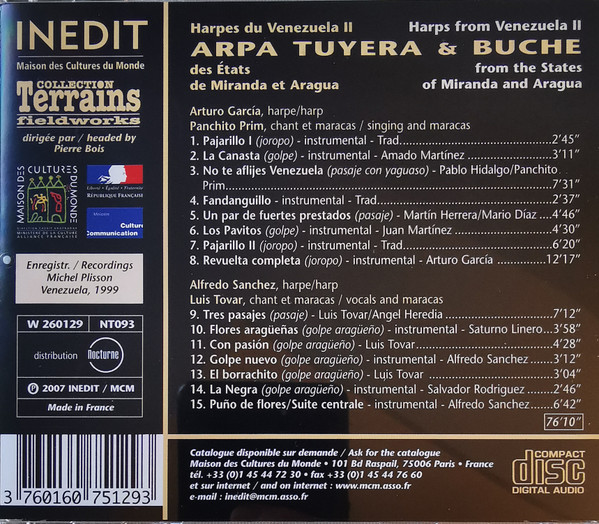 INEDIT
Maison des Cultures du Monde
COLLECTION
Terrains
fieldworks
dirigée par / headed by
Pierre Bois
MAISON DES CULTURES DU MONDE
Liberté • Égalité • Fraternité
RÉPUBLIQUE FRANÇAISE
Ministère
Culture
Communication
Enregistr. / Recordings
Michel Plisson
Venezuela, 1999
W 260129 NT093
distribution nocturne
℗ © 2007 INEDIT / MCM
Made in France
3 760160 751293
Harpes du Venezuela II Harps from Venezuela II
ARPA TUYERA & BUCHE
des États from the States
de Miranda et Aragua of Miranda and Aragua
Arturo García, harpe/harp
Panchito Prim, chant et maracas / singing and maracas
1. Pajarillo I (joropo) - instrumental - Trad. 2’45”
2. La Canasta (golpe) - instrumental - Amado Martínez 3’11”
3. No te aflijes Venezuela (pasaje con yaguaso) - Pablo Hidalgo/Panchito
Prim 7’31”
4. Fandanguillo - instrumental - Trad. 2’37”
5. Un par de fuertes prestados (pasaje) - Martín Herrera/Mario Díaz 4’46”
6. Los Pavitos (golpe) - instrumental - Juan Martínez 4’30”
7. Pajarillo II (joropo) - instrumental - Trad. 6’20”
8. Revuelta completa (joropo) - instrumental - Arturo García 12’17”
Alfredo Sanchez, harpe/harp
Luis Tovar, chant et maracas / vocals and maracas
9. Tres pasajes (pasaje) - Luis Tovar/Angel Heredia 7’12”
10. Flores aragüeñas (golpe aragüeño) - instrumental - Saturno Linero 3’58”
11. Con pasión (golpe aragüeño) - Luis Tovar 4’28”
12. Golpe nuevo (golpe aragüeño) - instrumental - Alfredo Sanchez 3’12”
13. El borrachito (golpe aragüeño) - Luis Tovar 3’04”
14. La Negra (golpe aragüeño) - instrumental - Salvador Rodriguez 2’46”
15. Puño de flores/Suite centrale - instrumental - Alfredo Sanchez 6’42”
76’10”
Catalogue disponible sur demande / Ask for the catalogue
Maison des Cultures du Monde • 101 Bd Raspail, 75006 Paris • France
tél. +33 (0)1 45 44 72 30 • fax +33 (0)1 45 44 76 60
et sur internet / and on internet : www.mcm.asso.fr
e-mail : inedit@mcm.asso.fr
COMPACT
disc
DIGITAL AUDIO